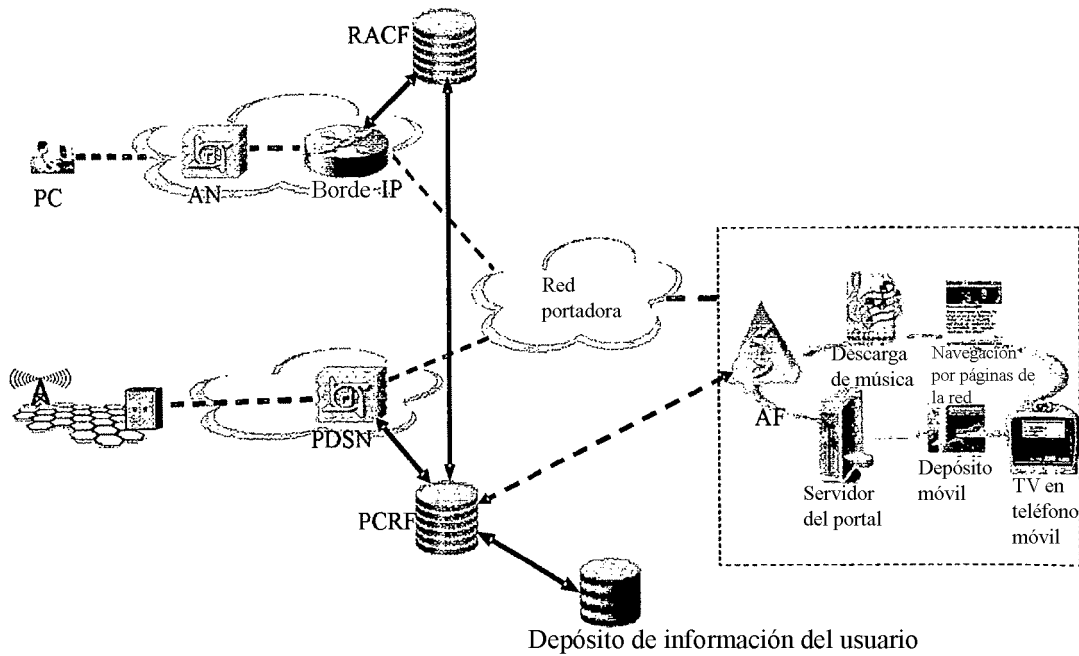 RACF
PC
AN
Borde-IP
Red
portadora
Descarga
de música
Navegación
por páginas de
la red
AF
PDSN
Servidor
del portal
Depósito
móvil
TV en
teléfono
móvil
PCRF
Depósito de información del usuario